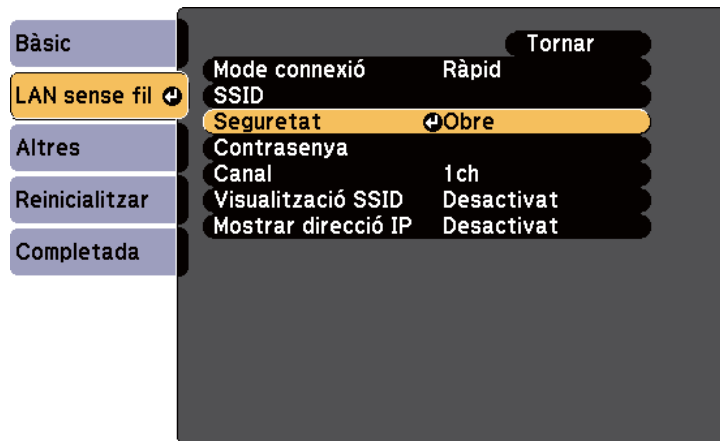 Bàsic
LAN sense fil
Altres
Reinicialitzar
Completada
Tornar
Mode connexió Ràpid
SSID
Seguretat Obre
Contrasenya
Canal 1ch
Visualització SSID Desactivat
Mostrar direcció IP Desactivat